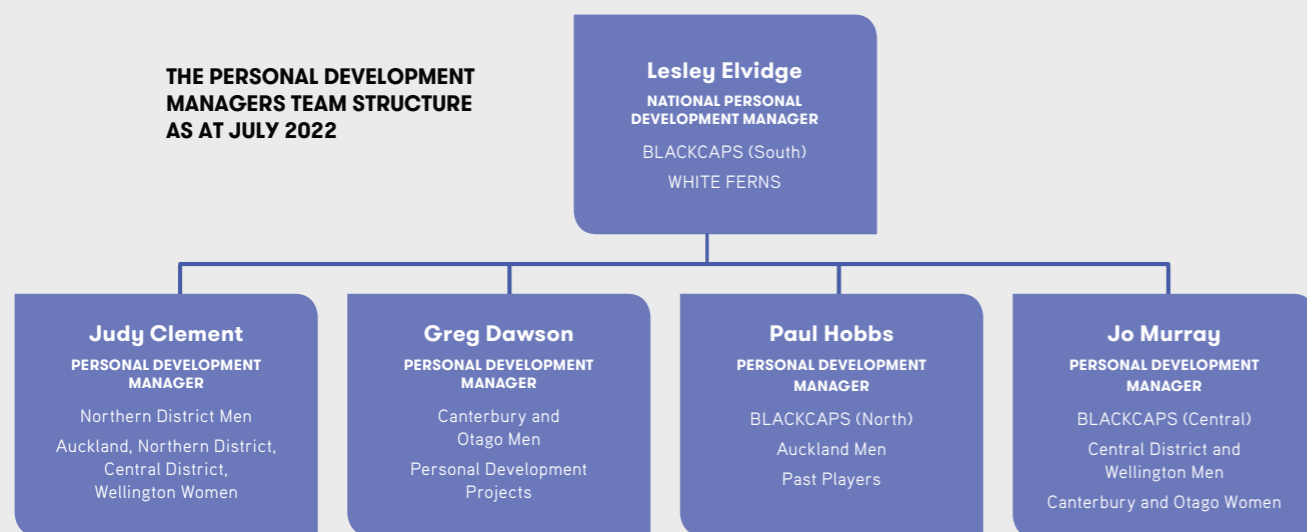 THE PERSONAL DEVELOPMENT
MANAGERS TEAM STRUCTURE
AS AT JULY 2022
Lesley Elvidge
NATIONAL PERSONAL
DEVELOPMENT MANAGER
BLACKCAPS (South)
WHITE FERNS
Judy Clement
PERSONAL DEVELOPMENT
MANAGER
Northern District Men
Auckland, Northern District,
Central District,
Wellington Women
Greg Dawson
PERSONAL DEVELOPMENT
MANAGER
Canterbury and
Otago Men
Personal Development
Projects
Paul Hobbs
PERSONAL DEVELOPMENT
MANAGER
BLACKCAPS (North)
Auckland Men
Past Players
Jo Murray
PERSONAL DEVELOPMENT
MANAGER
BLACKCAPS (Central)
Central District and
Wellington Men
Canterbury and Otago Women